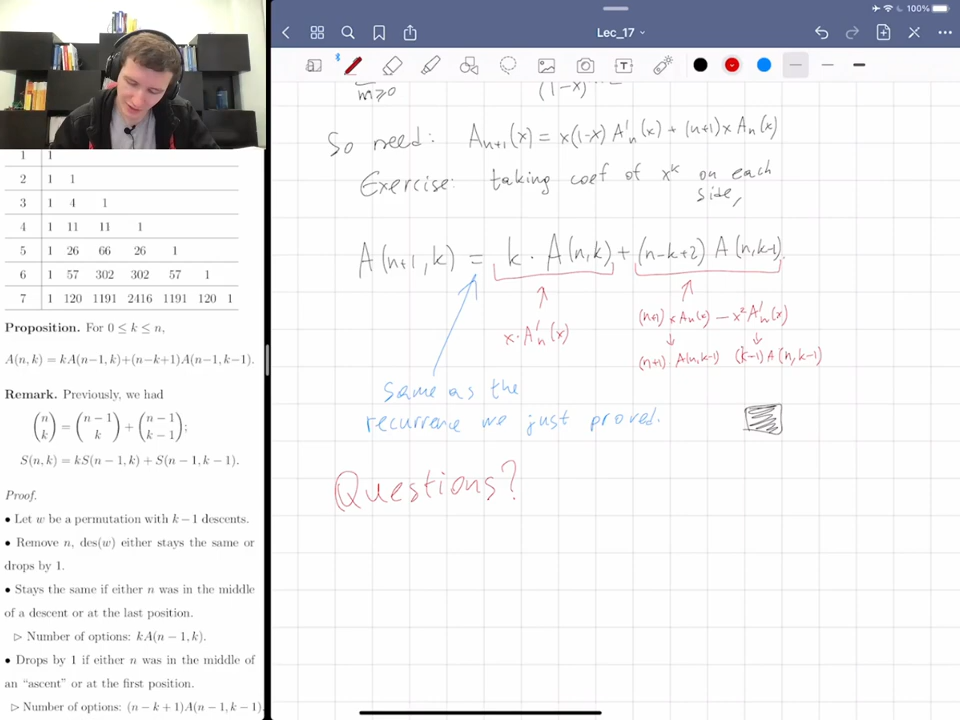 100%
Lec_17
m≥0
(1-x)
So need: A_{n+1}(x) = x(1-x) A'_n(x) + (n+1) x A_n(x)
Exercise: taking coef of x^k on each side,
A(n+1, k) = k · A(n,k) + (n-k+2) A(n,k-1).
x·A'_n(x)
(n+1) x A_n(x) — x² A'_n(x)
(n+1) A(n,k-1) (k-1) A(n,k-1)
Same as the
recurrence we just proved.
Questions?
1 1
2 1 1
3 1 4 1
4 1 11 11 1
5 1 26 66 26 1
6 1 57 302 302 57 1
7 1 120 1191 2416 1191 120 1
Proposition. For 0 ≤ k ≤ n,
A(n, k) = kA(n−1, k)+(n−k+1)A(n−1, k−1).
Remark. Previously, we had
(n k) = (n−1 k) + (n−1 k−1);
S(n, k) = kS(n − 1, k) + S(n − 1, k − 1).
Proof.
• Let w be a permutation with k−1 descents.
• Remove n, des(w) either stays the same or
drops by 1.
• Stays the same if either n was in the middle
of a descent or at the last position.
▷ Number of options: kA(n − 1, k).
• Drops by 1 if either n was in the middle of
an “ascent” or at the first position.
▷ Number of options: (n−k+1)A(n−1, k−1).